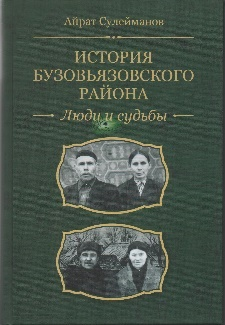 Айрат Сулейманов
ИСТОРИЯ
БУЗОВЬЯЗОВСКОГО
РАЙОНА
Люди и судьбы